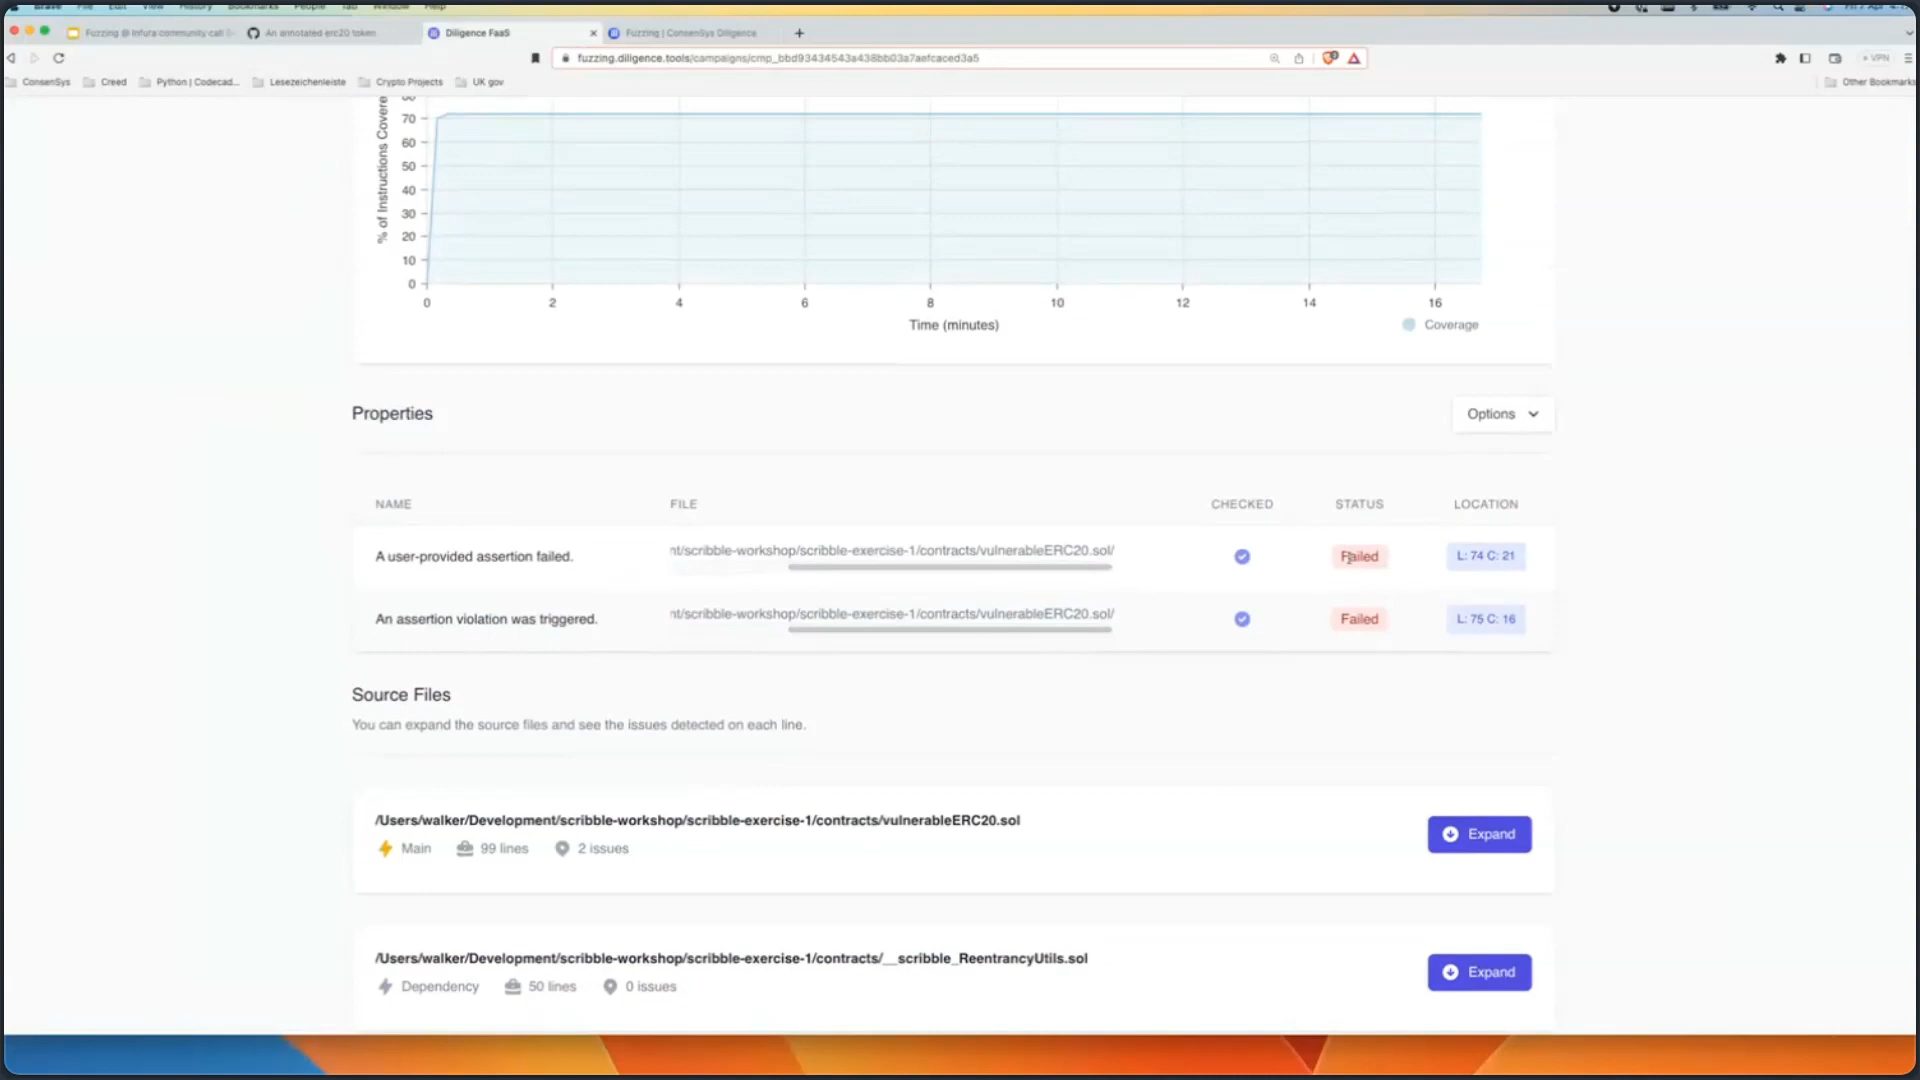 Brave File Edit View History Bookmarks People Tab Window Help
Fuzzing @ Infura community call
An annotated erc20 token
Diligence FaaS
Fuzzing | ConsenSys Diligence
fuzzing.diligence.tools/campaigns/cmp_bbd93434543a438bb03a7aefcaced3a5
VPN
ConsenSys
Creed
Python | Codecad...
Lesezeichenleiste
Crypto Projects
UK gov
Other Bookmarks
% of Instructions Covere
80
70
60
50
40
30
20
10
0
0 2 4 6 8 10 12 14 16
Time (minutes)
Coverage
Properties
Options
NAME FILE CHECKED STATUS LOCATION
A user-provided assertion failed. nt/scribble-workshop/scribble-exercise-1/contracts/vulnerableERC20.sol/ Failed L: 74 C: 21
An assertion violation was triggered. nt/scribble-workshop/scribble-exercise-1/contracts/vulnerableERC20.sol/ Failed L: 75 C: 16
Source Files
You can expand the source files and see the issues detected on each line.
/Users/walker/Development/scribble-workshop/scribble-exercise-1/contracts/vulnerableERC20.sol
Main 99 lines 2 issues
Expand
/Users/walker/Development/scribble-workshop/scribble-exercise-1/contracts/__scribble_ReentrancyUtils.sol
Dependency 50 lines 0 issues
Expand